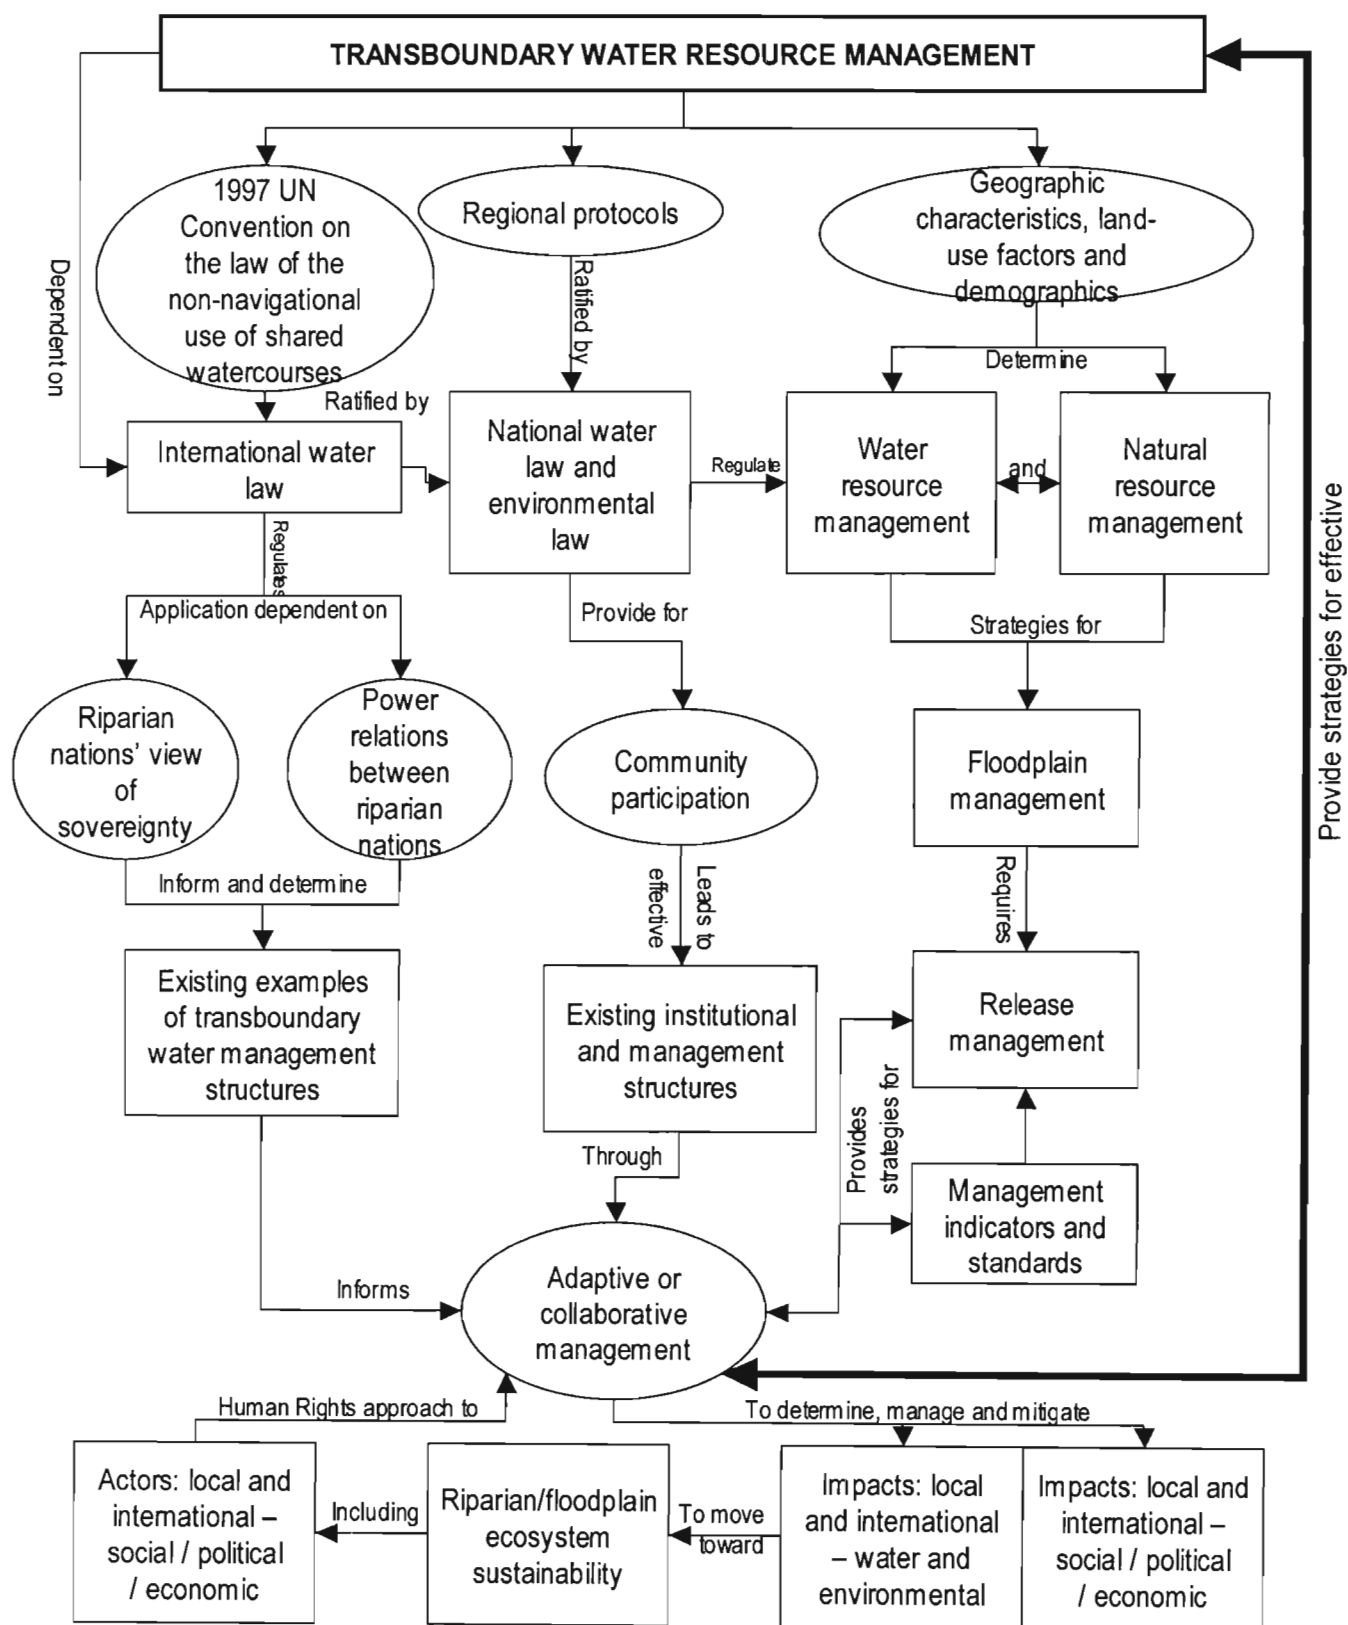 TRANSBOUNDARY WATER RESOURCE MANAGEMENT
1997 UN
Convention on
the law of the
non-navigational
use of shared
watercourses
Regional protocols
Geographic
characteristics, land-
use factors and
demographics
Dependent on
Ratified by
Ratified by
Determine
International water
law
National water
law and
environmental
law
Regulate
Water
resource
management
and
Natural
resource
management
Regulates
Application dependent on
Provide for
Strategies for
Provide strategies for effective
Riparian
nations' view
of
sovereignty
Power
relations
between
riparian
nations
Community
participation
Floodplain
management
Inform and determine
Leads to
effective
Requires
Existing examples
of transboundary
water management
structures
Existing institutional
and management
structures
Release
management
Through
Provides
strategies for
Management
indicators and
standards
Informs
Adaptive or
collaborative
management
Human Rights approach to
To determine, manage and mitigate
Actors: local and
international –
social / political
/ economic
Including
Riparian/floodplain
ecosystem
sustainability
To move
toward
Impacts: local
and international
– water and
environmental
Impacts: local and
international –
social / political
/ economic